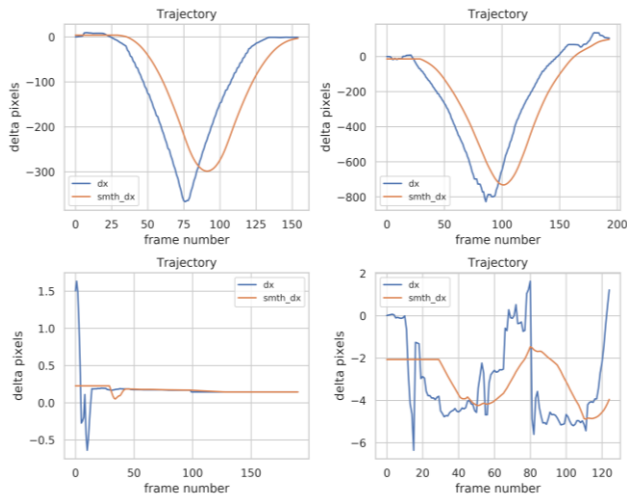 Trajectory
0
−100
−200
−300
delta pixels
dx
smth_dx
0 25 50 75 100 125 150
frame number
Trajectory
0
−200
−400
−600
−800
delta pixels
dx
smth_dx
0 50 100 150 200
frame number
Trajectory
1.5
1.0
0.5
0.0
−0.5
delta pixels
dx
smth_dx
0 50 100 150
frame number
Trajectory
2
0
−2
−4
−6
delta pixels
dx
smth_dx
0 20 40 60 80 100 120
frame number